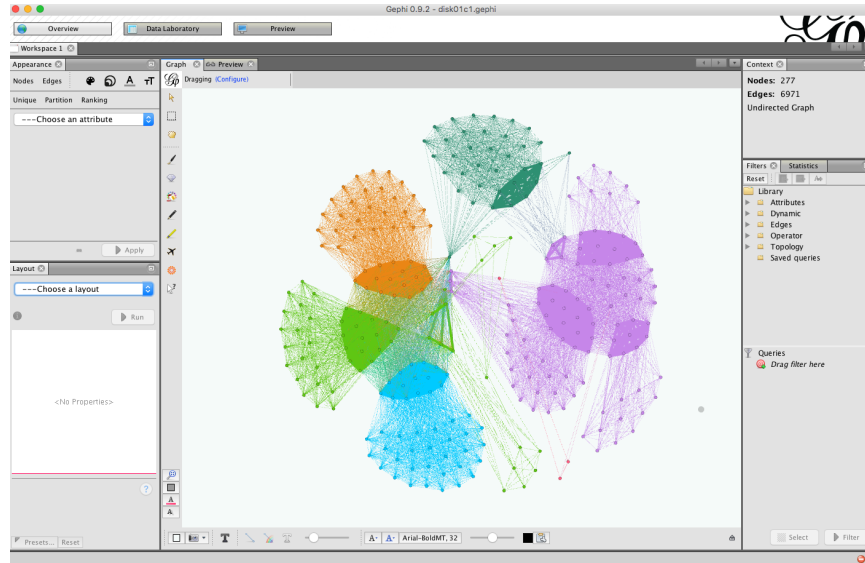 Gephi 0.9.2 - disk01c1.gephi
Overview
Data Laboratory
Preview
Workspace 1
Appearance
Nodes Edges
Unique Partition Ranking
---Choose an attribute
Apply
Layout
---Choose a layout
Run
<No Properties>
Presets... Reset
Graph Preview
Dragging (Configure)
T A- A- Arial-BoldMT, 32
Context
Nodes: 277
Edges: 6971
Undirected Graph
Filters Statistics
Reset
Library
Attributes
Dynamic
Edges
Operator
Topology
Saved queries
Queries
Drag filter here
Select Filter